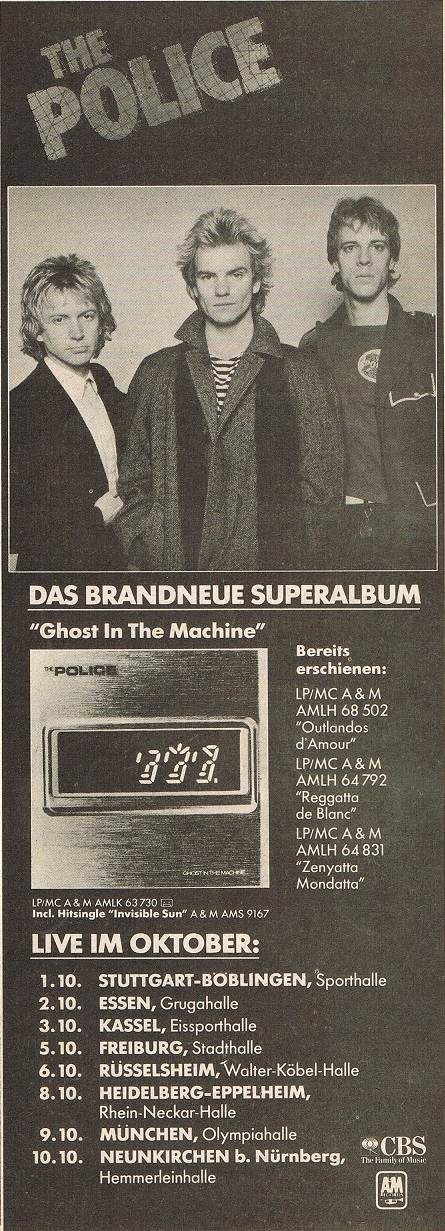 THE
POLICE
DAS BRANDNEUE SUPERALBUM
"Ghost In The Machine"
THE POLICE
GHOST IN THE MACHINE
Bereits
erschienen:
LP/MC A & M
AMLH 68 502
"Outlandos
d'Amour"
LP/MC A & M
AMLH 64 792
"Reggatta
de Blanc"
LP/MC A & M
AMLH 64 831
"Zenyatta
Mondatta"
LP/MC A & M AMLK 63 730
Incl. Hitsingle "Invisible Sun" A & M AMS 9167
LIVE IM OKTOBER:
1.10. STUTTGART-BÖBLINGEN, Sporthalle
2.10. ESSEN, Grugahalle
3.10. KASSEL, Eissporthalle
5.10. FREIBURG, Stadthalle
6.10. RÜSSELSHEIM, Walter-Köbel-Halle
8.10. HEIDELBERG-EPPELHEIM,
Rhein-Neckar-Halle
9.10. MÜNCHEN, Olympiahalle
10.10. NEUNKIRCHEN b. Nürnberg,
Hemmerleinhalle
CBS
The Family of Music
A&M
RECORDS